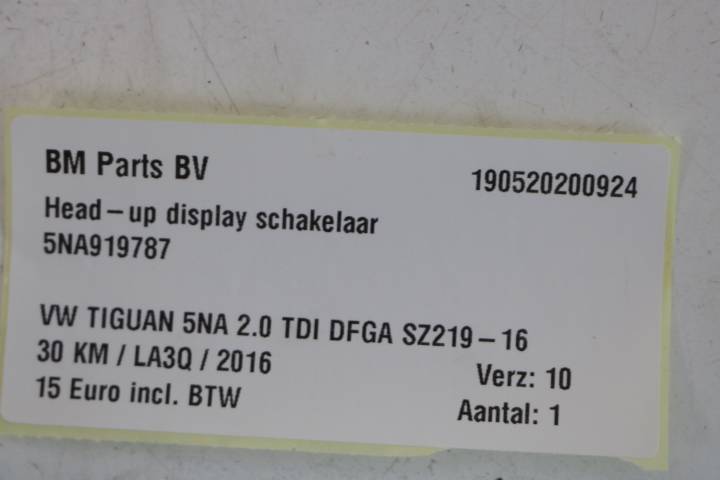 BM Parts BV 190520200924
Head-up display schakelaar
5NA919787
VW TIGUAN 5NA 2.0 TDI DFGA SZ219-16
30 KM / LA3Q / 2016 Verz: 10
15 Euro incl. BTW Aantal: 1